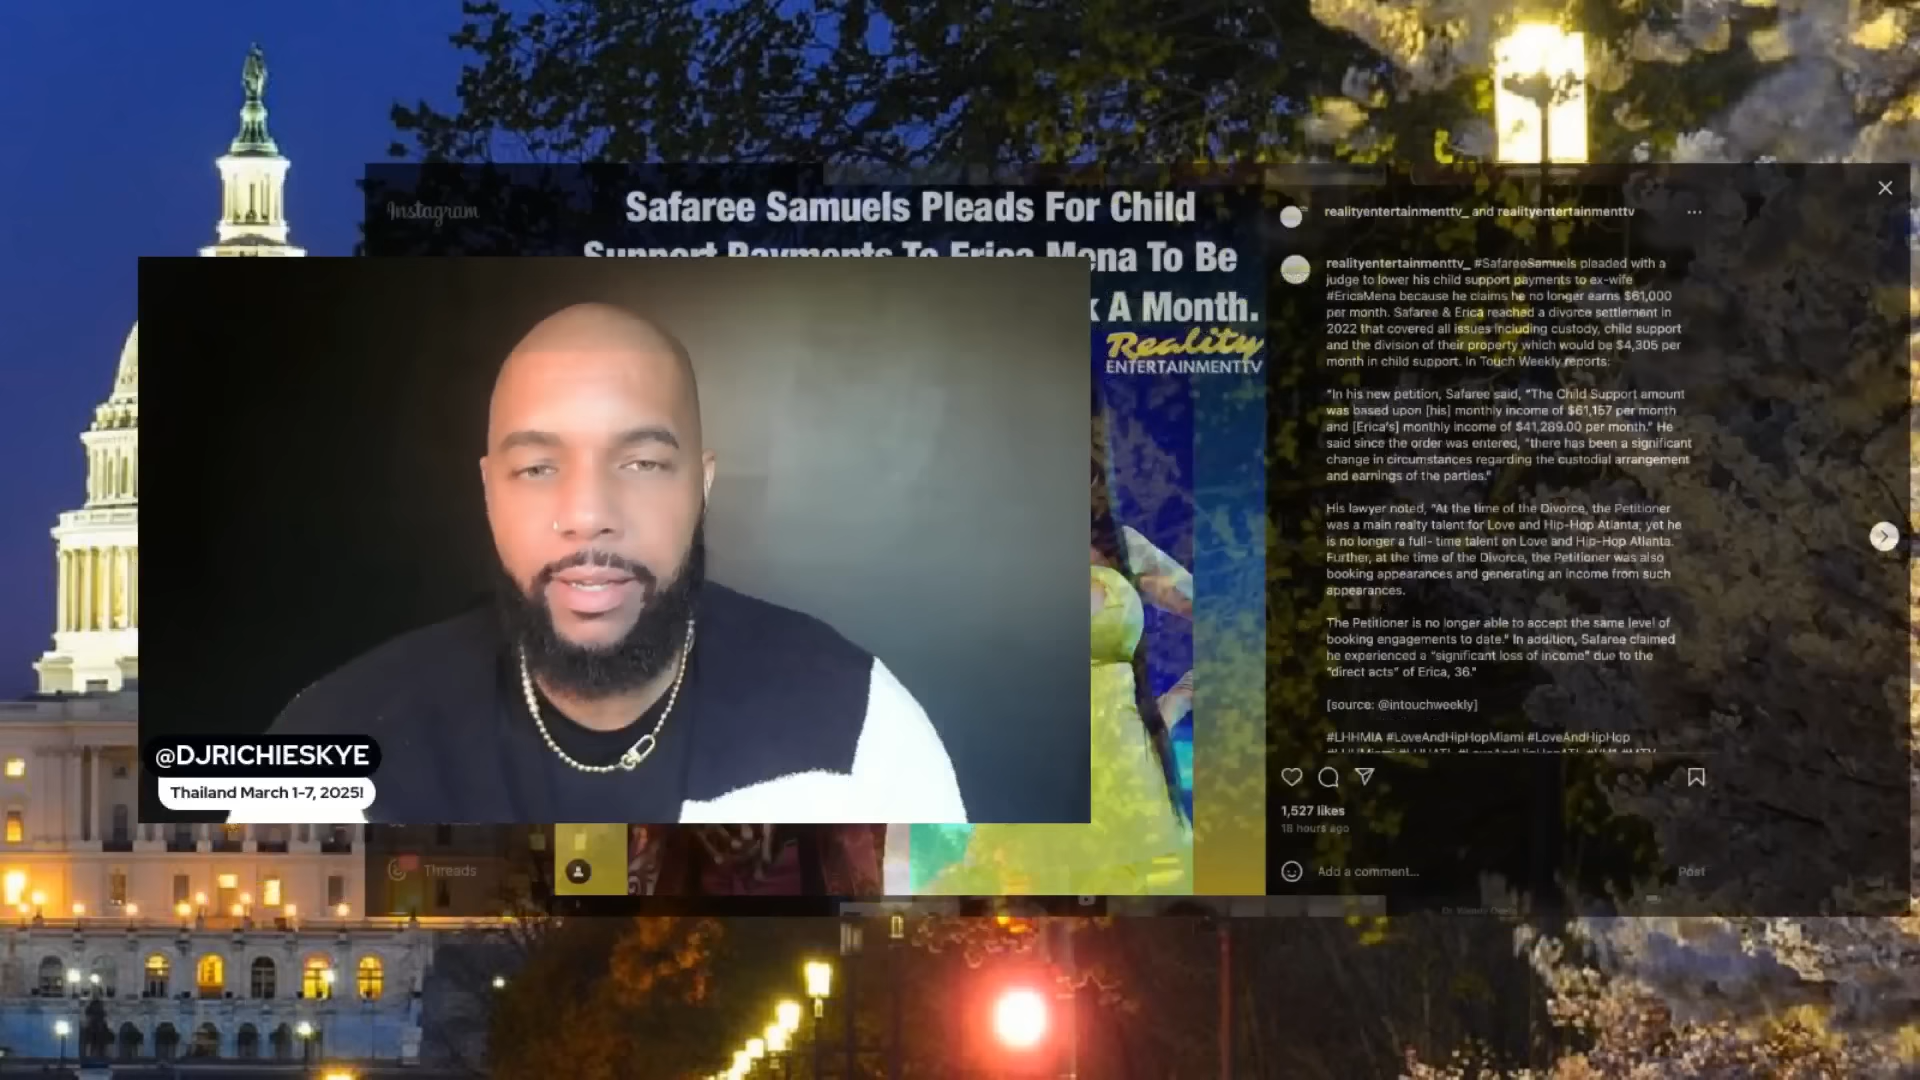 Instagram
Safaree Samuels Pleads For Child
Support Payments To Erica Mena To Be
k A Month.
Reality
ENTERTAINMENTTV
realityentertainmenttv_ and realityentertainmenttv
realityentertainmenttv_ #SafareeSamuels pleaded with a
judge to lower his child support payments to ex-wife
#EricaMena because he claims he no longer earns $61,000
per month. Safaree & Erica reached a divorce settlement in
2022 that covered all issues including custody, child support
and the division of their property which would be $4,305 per
month in child support. In Touch Weekly reports:
"In his new petition, Safaree said, "The Child Support amount
was based upon [his] monthly income of $61,157 per month
and [Erica's] monthly income of $41,289.00 per month." He
said since the order was entered, "there has been a significant
change in circumstances regarding the custodial arrangement
and earnings of the parties."
His lawyer noted, "At the time of the Divorce, the Petitioner
was a main realty talent for Love and Hip-Hop Atlanta, yet he
is no longer a full- time talent on Love and Hip-Hop Atlanta.
Further, at the time of the Divorce, the Petitioner was also
booking appearances and generating an income from such
appearances.
The Petitioner is no longer able to accept the same level of
booking engagements to date." In addition, Safaree claimed
he experienced a "significant loss of income" due to the
"direct acts" of Erica, 36."
[source: @intouchweekly]
#LHHMIA #LoveAndHipHopMiami #LoveAndHipHop
#LHHMiami #LHHATL #LoveAndHipHopATL #VH1 #MTV
1,527 likes
18 hours ago
Add a comment...
Post
Threads
@DJRICHIESKYE
Thailand March 1-7, 2025!